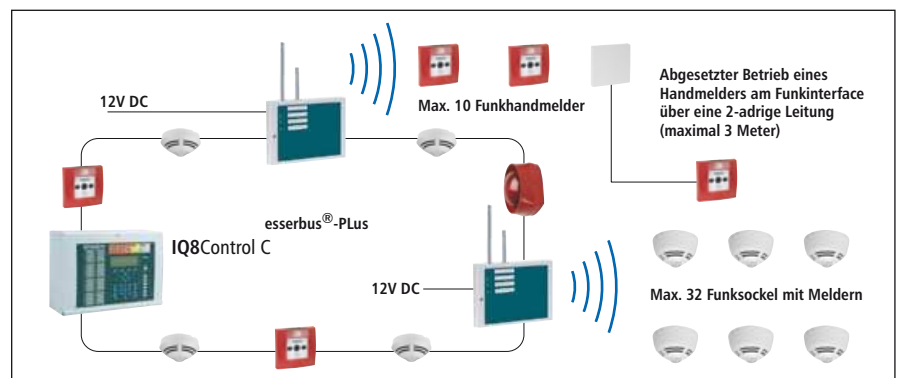 12V DC
Max. 10 Funkhandmelder
Abgesetzter Betrieb eines
Handmelders am Funkinterface
über eine 2-adrige Leitung
(maximal 3 Meter)
esserbus®-PLus
IQ8Control C
12V DC
Max. 32 Funksockel mit Meldern